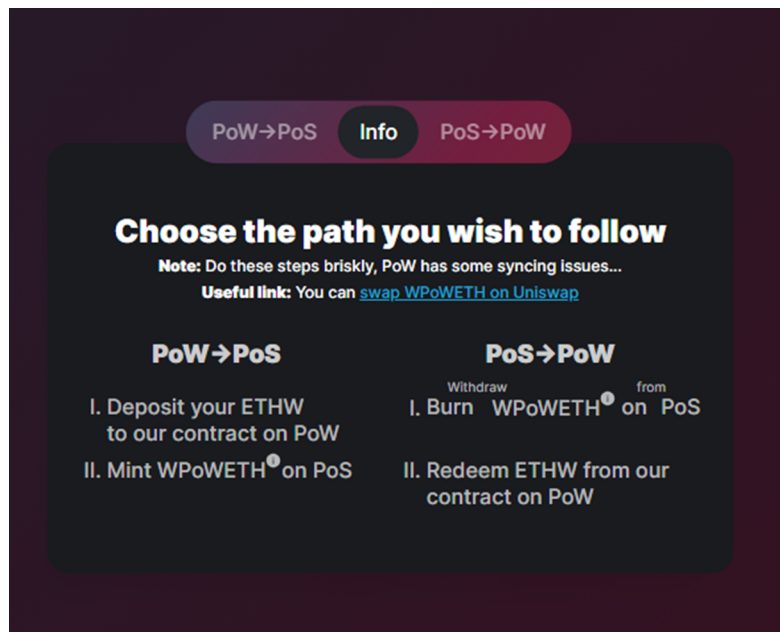 PoW→PoS Info PoS→PoW
Choose the path you wish to follow
Note: Do these steps briskly, PoW has some syncing issues...
Useful link: You can swap WPoWETH on Uniswap
PoW→PoS
I. Deposit your ETHW
to our contract on PoW
II. Mint WPoWETH i on PoS
PoS→PoW
Withdraw from
I. Burn WPoWETH i on PoS
II. Redeem ETHW from our
contract on PoW